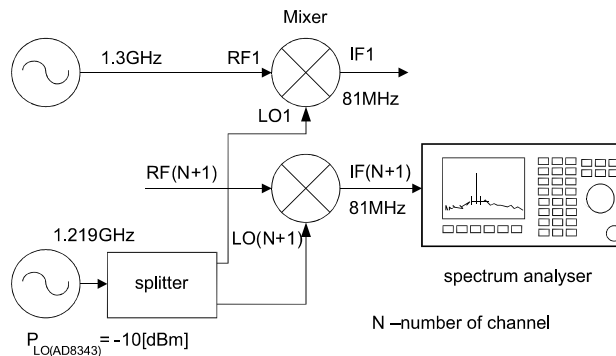 Mixer
1.3GHz
RF1
IF1
81MHz
LO1
RF(N+1)
IF(N+1)
81MHz
LO(N+1)
1.219GHz
splitter
spectrum analyser
N –number of channel
P_LO(AD8343) = -10[dBm]